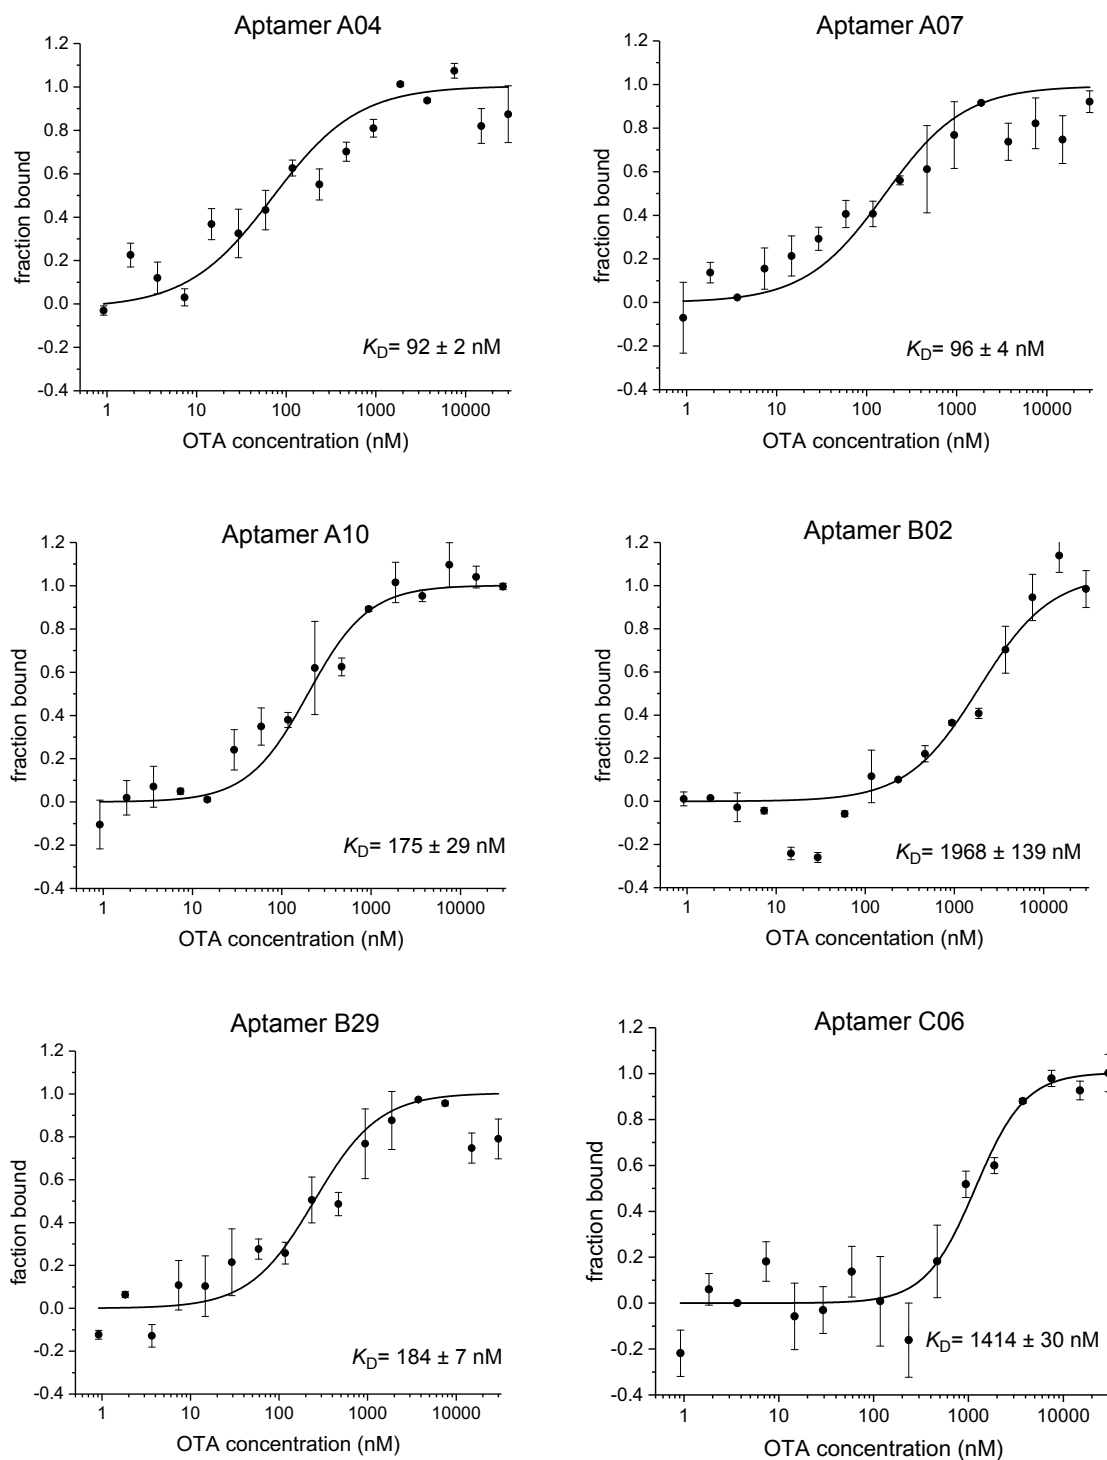 Aptamer A04
1.2
1.0
0.8
0.6
0.4
0.2
0.0
-0.2
-0.4
fraction bound
K_D= 92 ± 2 nM
1 10 100 1000 10000
OTA concentration (nM)
Aptamer A07
1.2
1.0
0.8
0.6
0.4
0.2
0.0
-0.2
-0.4
fraction bound
K_D= 96 ± 4 nM
1 10 100 1000 10000
OTA concentration (nM)
Aptamer A10
1.2
1.0
0.8
0.6
0.4
0.2
0.0
-0.2
-0.4
fraction bound
K_D= 175 ± 29 nM
1 10 100 1000 10000
OTA concentration (nM)
Aptamer B02
1.2
1.0
0.8
0.6
0.4
0.2
0.0
-0.2
-0.4
fraction bound
K_D= 1968 ± 139 nM
1 10 100 1000 10000
OTA concentation (nM)
Aptamer B29
1.2
1.0
0.8
0.6
0.4
0.2
0.0
-0.2
-0.4
faction bound
K_D= 184 ± 7 nM
1 10 100 1000 10000
OTA concentration (nM)
Aptamer C06
1.2
1.0
0.8
0.6
0.4
0.2
0.0
-0.2
-0.4
fraction bound
K_D= 1414 ± 30 nM
1 10 100 1000 10000
OTA concentration (nM)